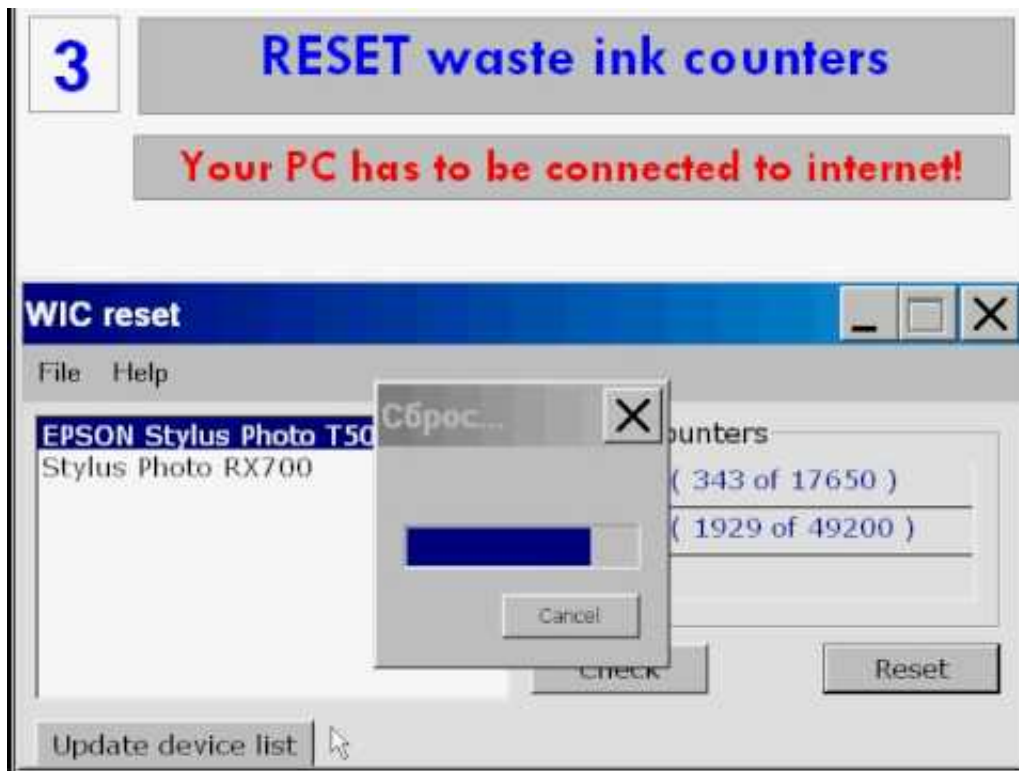 3
RESET waste ink counters
Your PC has to be connected to internet!
WIC reset
File Help
Сброс...
EPSON Stylus Photo T50
Stylus Photo RX700
( 343 of 17650 )
( 1929 of 49200 )
Cancel
Check
Reset
Update device list